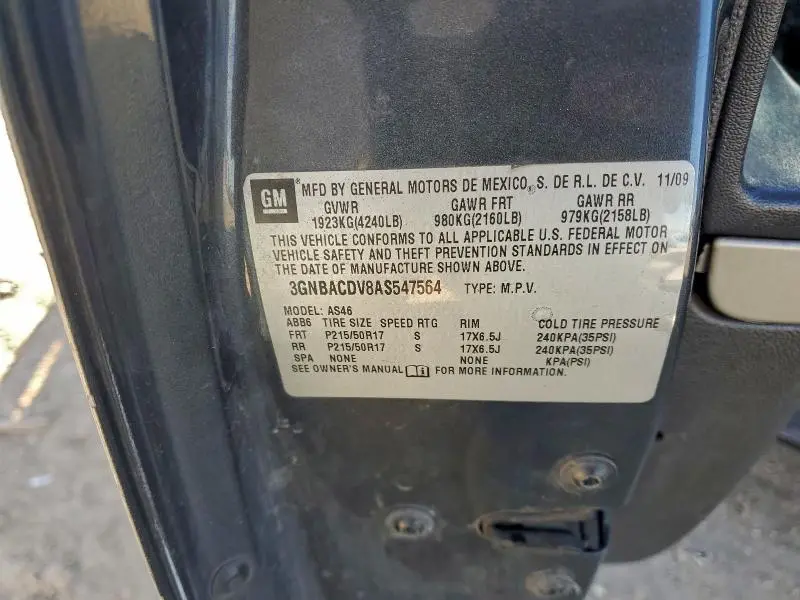 GM ® MFD BY GENERAL MOTORS DE MEXICO, S. DE R.L. DE C.V. 11/09
GVWR GAWR FRT GAWR RR
1923KG(4240LB) 980KG(2160LB) 979KG(2158LB)
THIS VEHICLE CONFORMS TO ALL APPLICABLE U.S. FEDERAL MOTOR
VEHICLE SAFETY AND THEFT PREVENTION STANDARDS IN EFFECT ON
THE DATE OF MANUFACTURE SHOWN ABOVE.
3GNBACDV8AS547564 TYPE: M.P.V.
MODEL: AS46
ABB6 TIRE SIZE SPEED RTG RIM COLD TIRE PRESSURE
FRT P215/50R17 S 17X6.5J 240KPA(35PSI)
RR P215/50R17 S 17X6.5J 240KPA(35PSI)
SPA NONE NONE KPA(PSI)
SEE OWNER'S MANUAL FOR MORE INFORMATION.